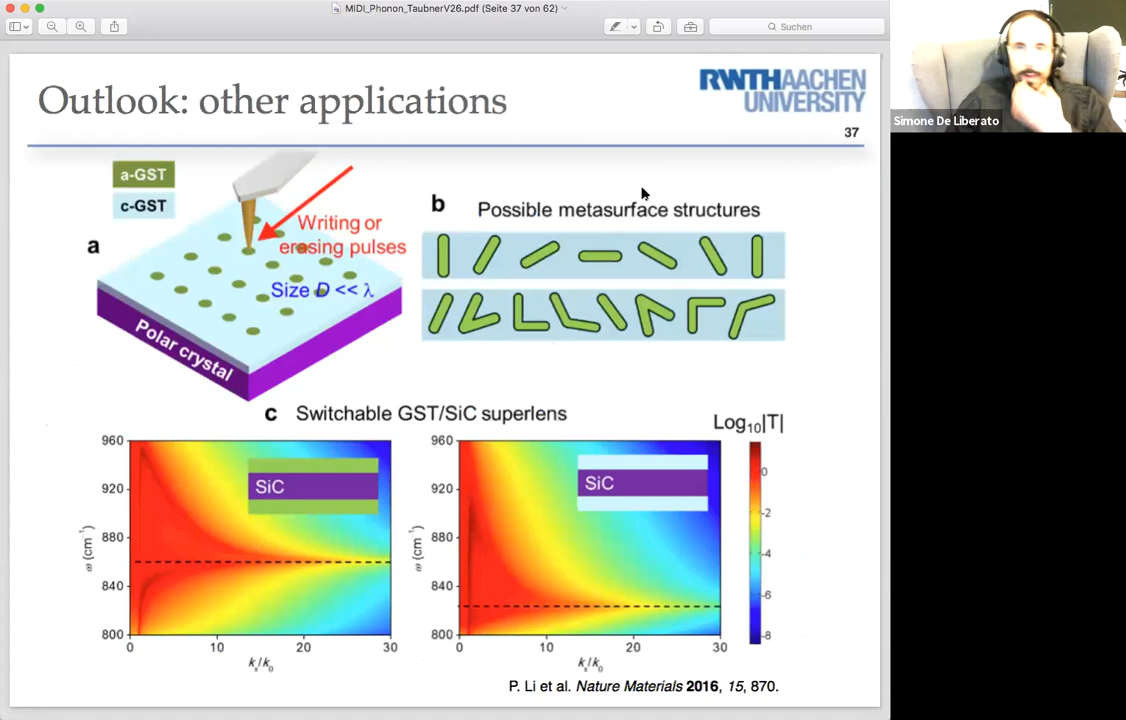 MIDI_Phonon_TaubnerV26.pdf (Seite 37 von 62)
Suchen
Simone De Liberato
Outlook: other applications
RWTHAACHEN
UNIVERSITY
37
a-GST
c-GST
a
Writing or
erasing pulses
Size D << λ
Polar crystal
b
Possible metasurface structures
c Switchable GST/SiC superlens
Log₁₀|T|
960
920
880
840
800
ω (cm⁻¹)
SiC
0 10 20 30
kₓ/k₀
960
920
880
840
800
ω (cm⁻¹)
SiC
0 10 20 30
kₓ/k₀
0
-2
-4
-6
-8
P. Li et al. Nature Materials 2016, 15, 870.